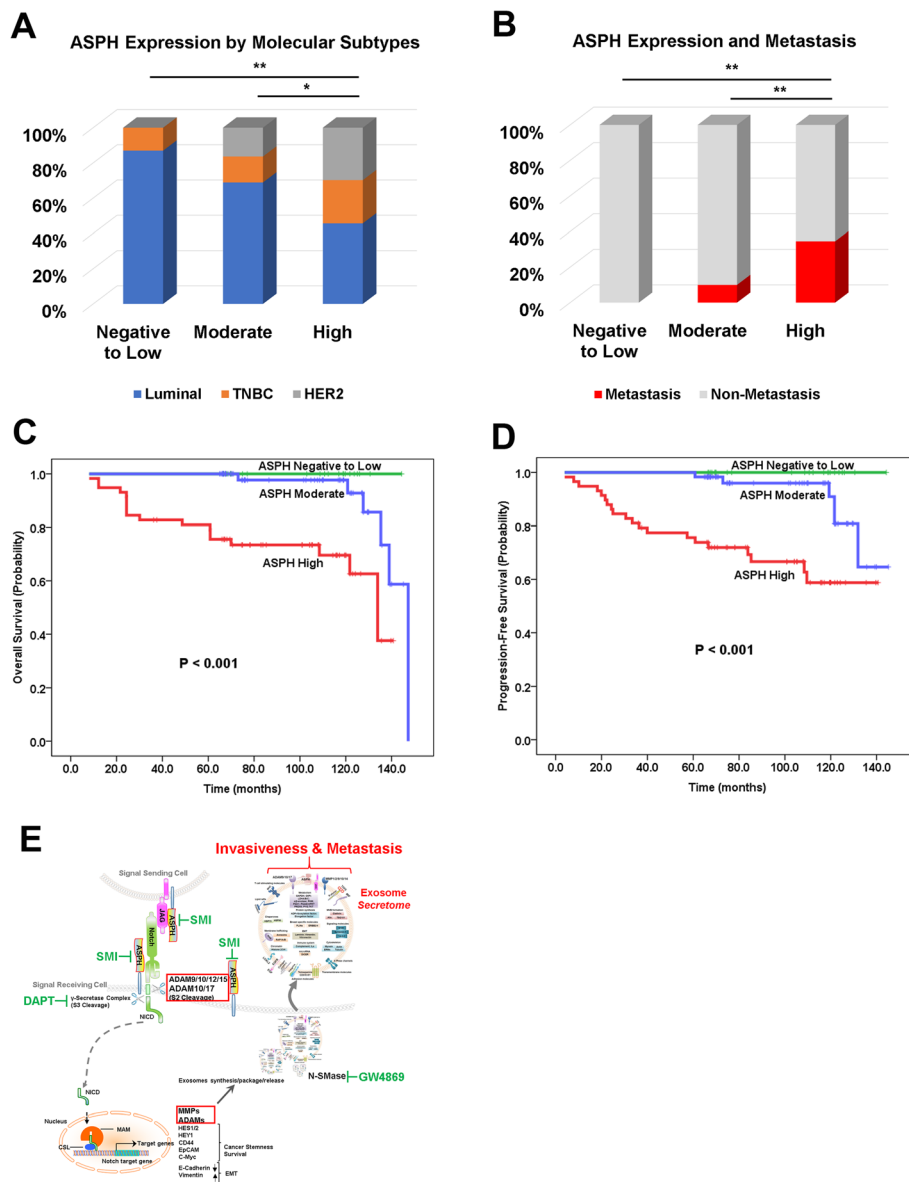 A
ASPH Expression by Molecular Subtypes
**
*
100%
80%
60%
40%
20%
0%
Negative
to Low
Moderate
High
Luminal
TNBC
HER2
B
ASPH Expression and Metastasis
**
**
100%
80%
60%
40%
20%
0%
Negative
to Low
Moderate
High
Metastasis
Non-Metastasis
C
Overall Survival (Probability)
1.0
0.8
0.6
0.4
0.2
0.0
ASPH Negative to Low
ASPH Moderate
ASPH High
P < 0.001
0.0 20.0 40.0 60.0 80.0 100.0 120.0 140.0
Time (months)
D
Progression-Free Survival (Probability)
1.0
0.8
0.6
0.4
0.2
0.0
ASPH Negative to Low
ASPH Moderate
ASPH High
P < 0.001
0.0 20.0 40.0 60.0 80.0 100.0 120.0 140.0
Time (months)
E
Invasiveness & Metastasis
Exosome
Secretome
Signal Sending Cell
JAG
ASPH
SMI
Notch
SMI
ASPH
SMI
ASPH
ADAM9/10/12/15
ADAM10/17
(S2 Cleavage)
Signal Receiving Cell
DAPT
γ-Secretase Complex
(S3 Cleavage)
NICD
N-SMase
GW4869
Exosomes synthesis/package/release
NICD
Nucleus
MAM
CSL
Target genes
Notch target gene
MMPs
ADAMs
HES1/2
HEY1
CD44
EpCAM
C-Myc
Cancer Stemness
Survival
E-Cadherin
Vimentin
EMT